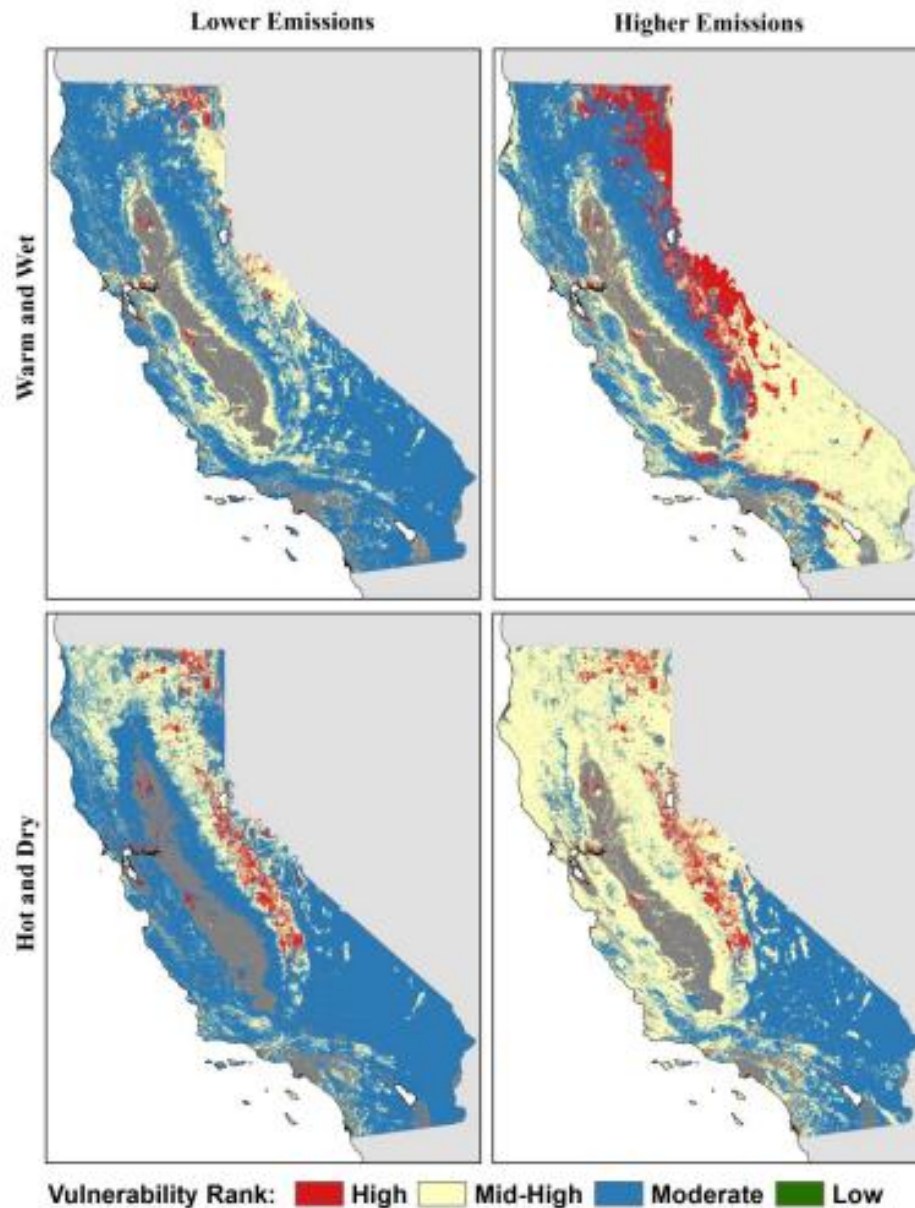 Lower Emissions
Higher Emissions
Warm and Wet
Hot and Dry
Vulnerability Rank: High Mid-High Moderate Low